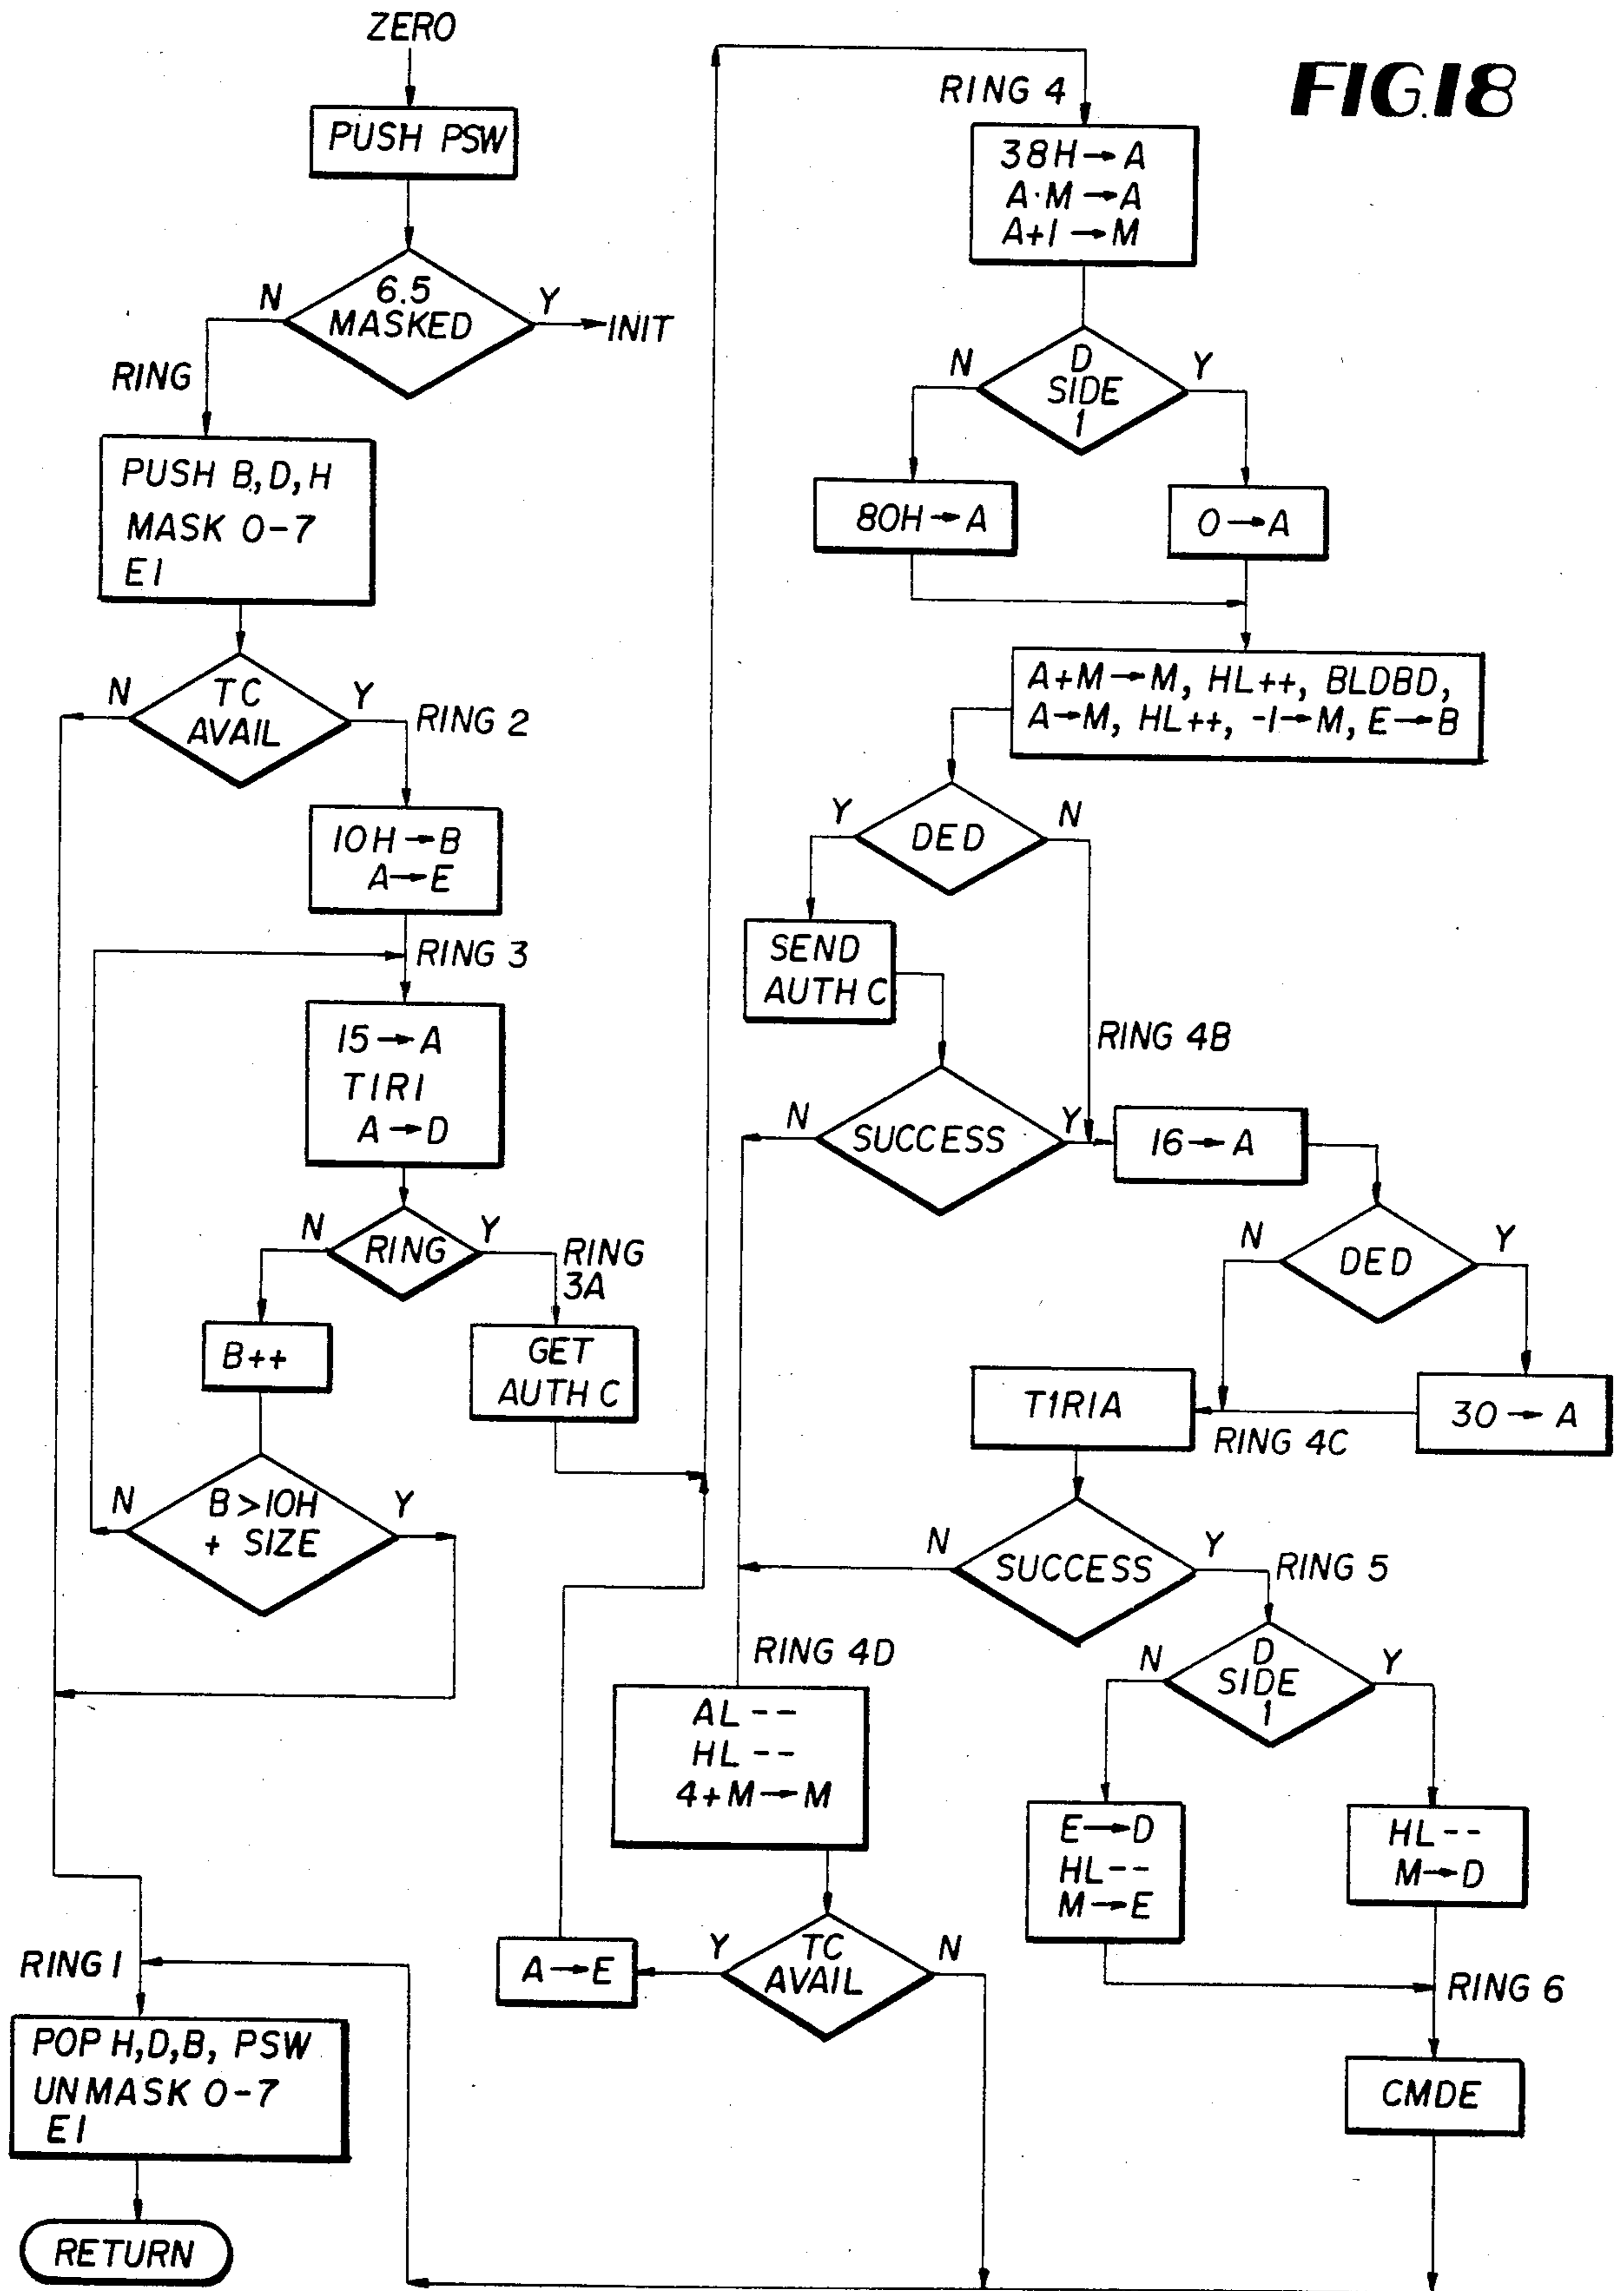 FIG.18
ZERO
PUSH PSW
6.5
MASKED
N
Y
INIT
RING
PUSH B,D,H
MASK 0-7
EI
TC
AVAIL
N
Y
RING 2
10H→B
A→E
RING 3
15→A
TIRI
A→D
RING
N
Y
RING
3A
B++
GET
AUTH C
B>10H
+ SIZE
N
Y
RING 1
POP H,D,B, PSW
UNMASK 0-7
EI
RETURN
RING 4
38H→A
A·M→A
A+1→M
D
SIDE
1
N
Y
80H→A
0→A
A+M→M, HL++, BLDBD,
A→M, HL++, -1→M, E→B
DED
Y
N
SEND
AUTH C
RING 4B
SUCCESS
N
Y
16→A
DED
N
Y
30→A
RING 4C
T1RIA
SUCCESS
N
Y
RING 5
RING 4D
AL--
HL--
4+M→M
TC
AVAIL
Y
N
A→E
D
SIDE
1
N
Y
E→D
HL--
M→E
HL--
M→D
RING 6
CMDE